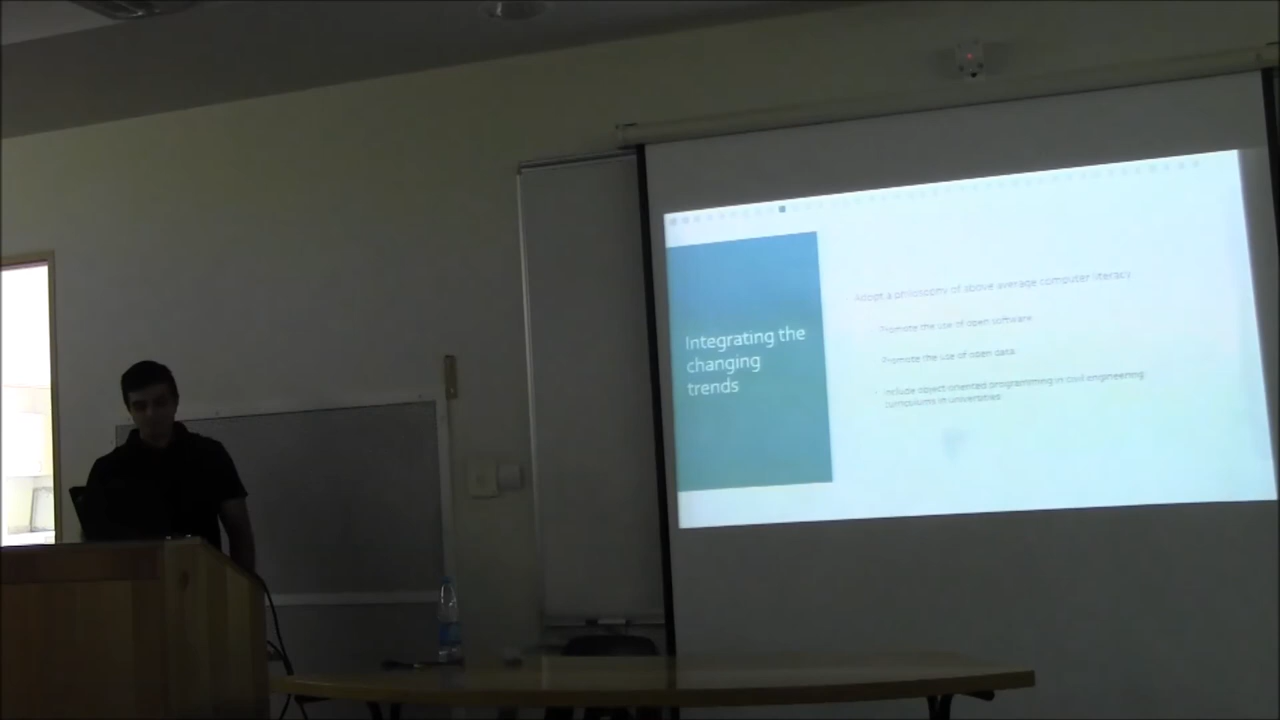 Integrating the
changing
trends
Adopt a philosophy of above average computer literacy
Promote the use of open software
Promote the use of open data
Include object-oriented programming in civil engineering
curriculums in universities